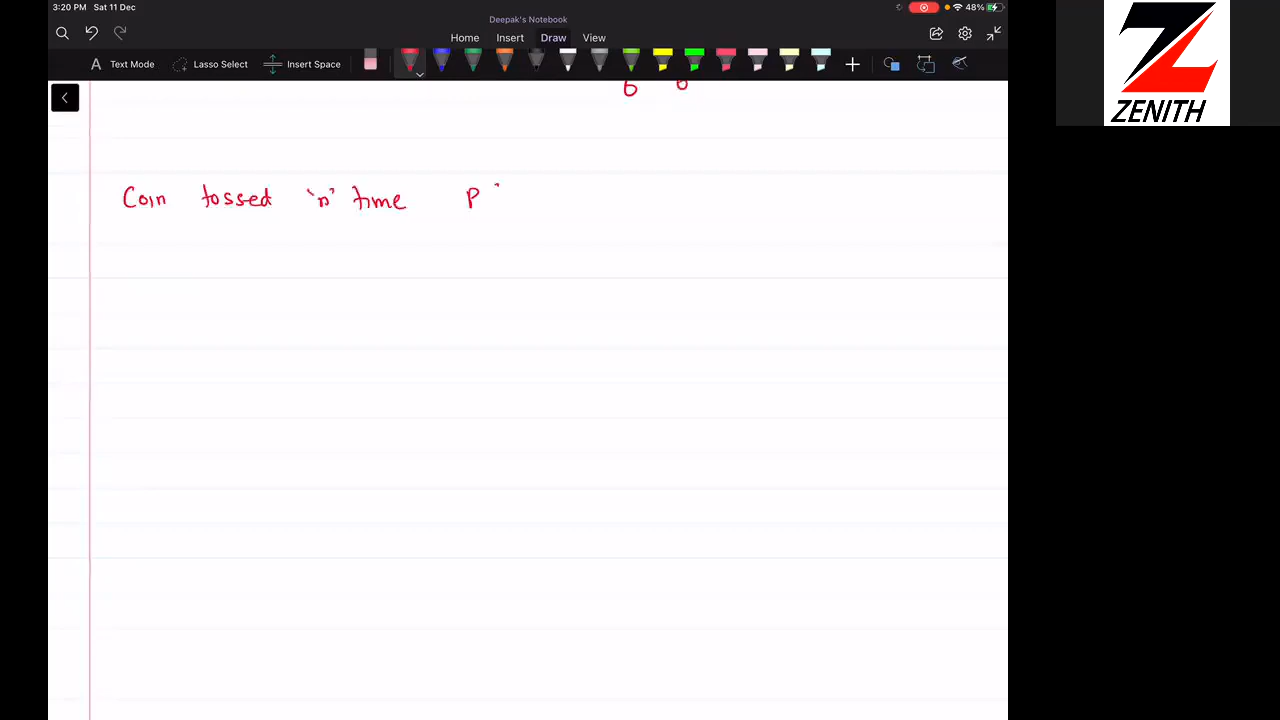 3:20 PM Sat 11 Dec
48%
Deepak's Notebook
Home Insert Draw View
Text Mode Lasso Select Insert Space
6 6
Coin tossed 'n' time P
ZENITH